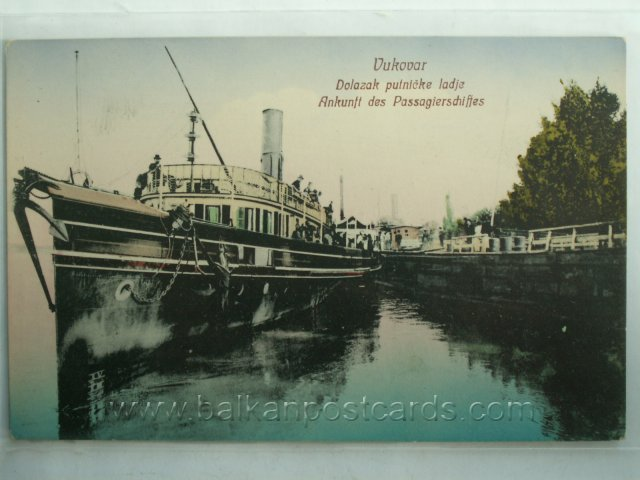 Vukovar
Dolazak putničke ladje
Ankunft des Passagierschiffes
www.balkanpostcards.com